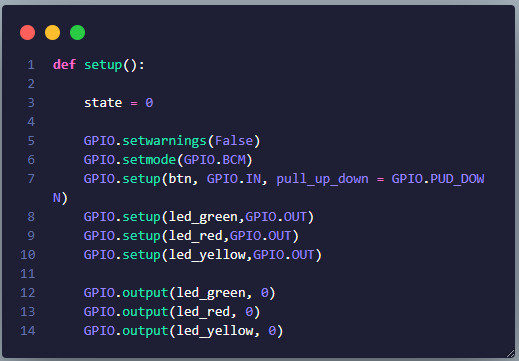 1 def setup():
2
3     state = 0
4
5     GPIO.setwarnings(False)
6     GPIO.setmode(GPIO.BCM)
7     GPIO.setup(btn, GPIO.IN, pull_up_down = GPIO.PUD_DOW
N)
8     GPIO.setup(led_green,GPIO.OUT)
9     GPIO.setup(led_red,GPIO.OUT)
10     GPIO.setup(led_yellow,GPIO.OUT)
11
12     GPIO.output(led_green, 0)
13     GPIO.output(led_red, 0)
14     GPIO.output(led_yellow, 0)